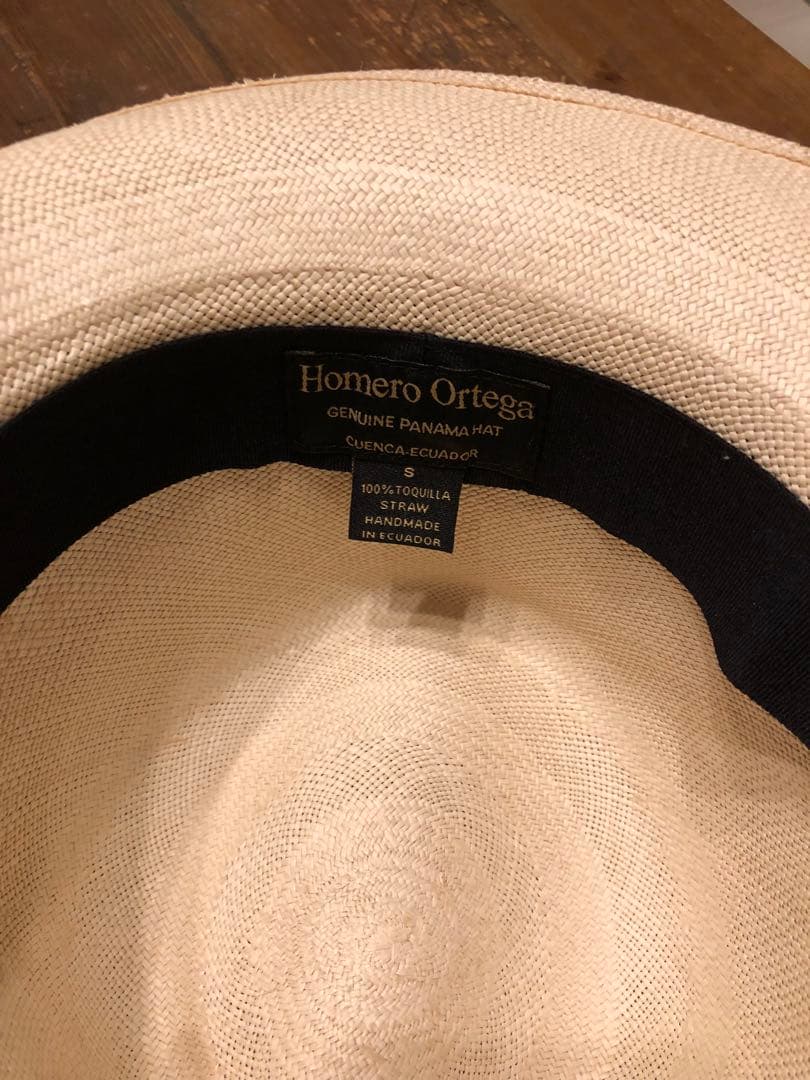 Homero Ortega
GENUINE PANAMA HAT
CUENCA-ECUADOR
S
100% TOQUILLA
STRAW
HANDMADE
IN ECUADOR